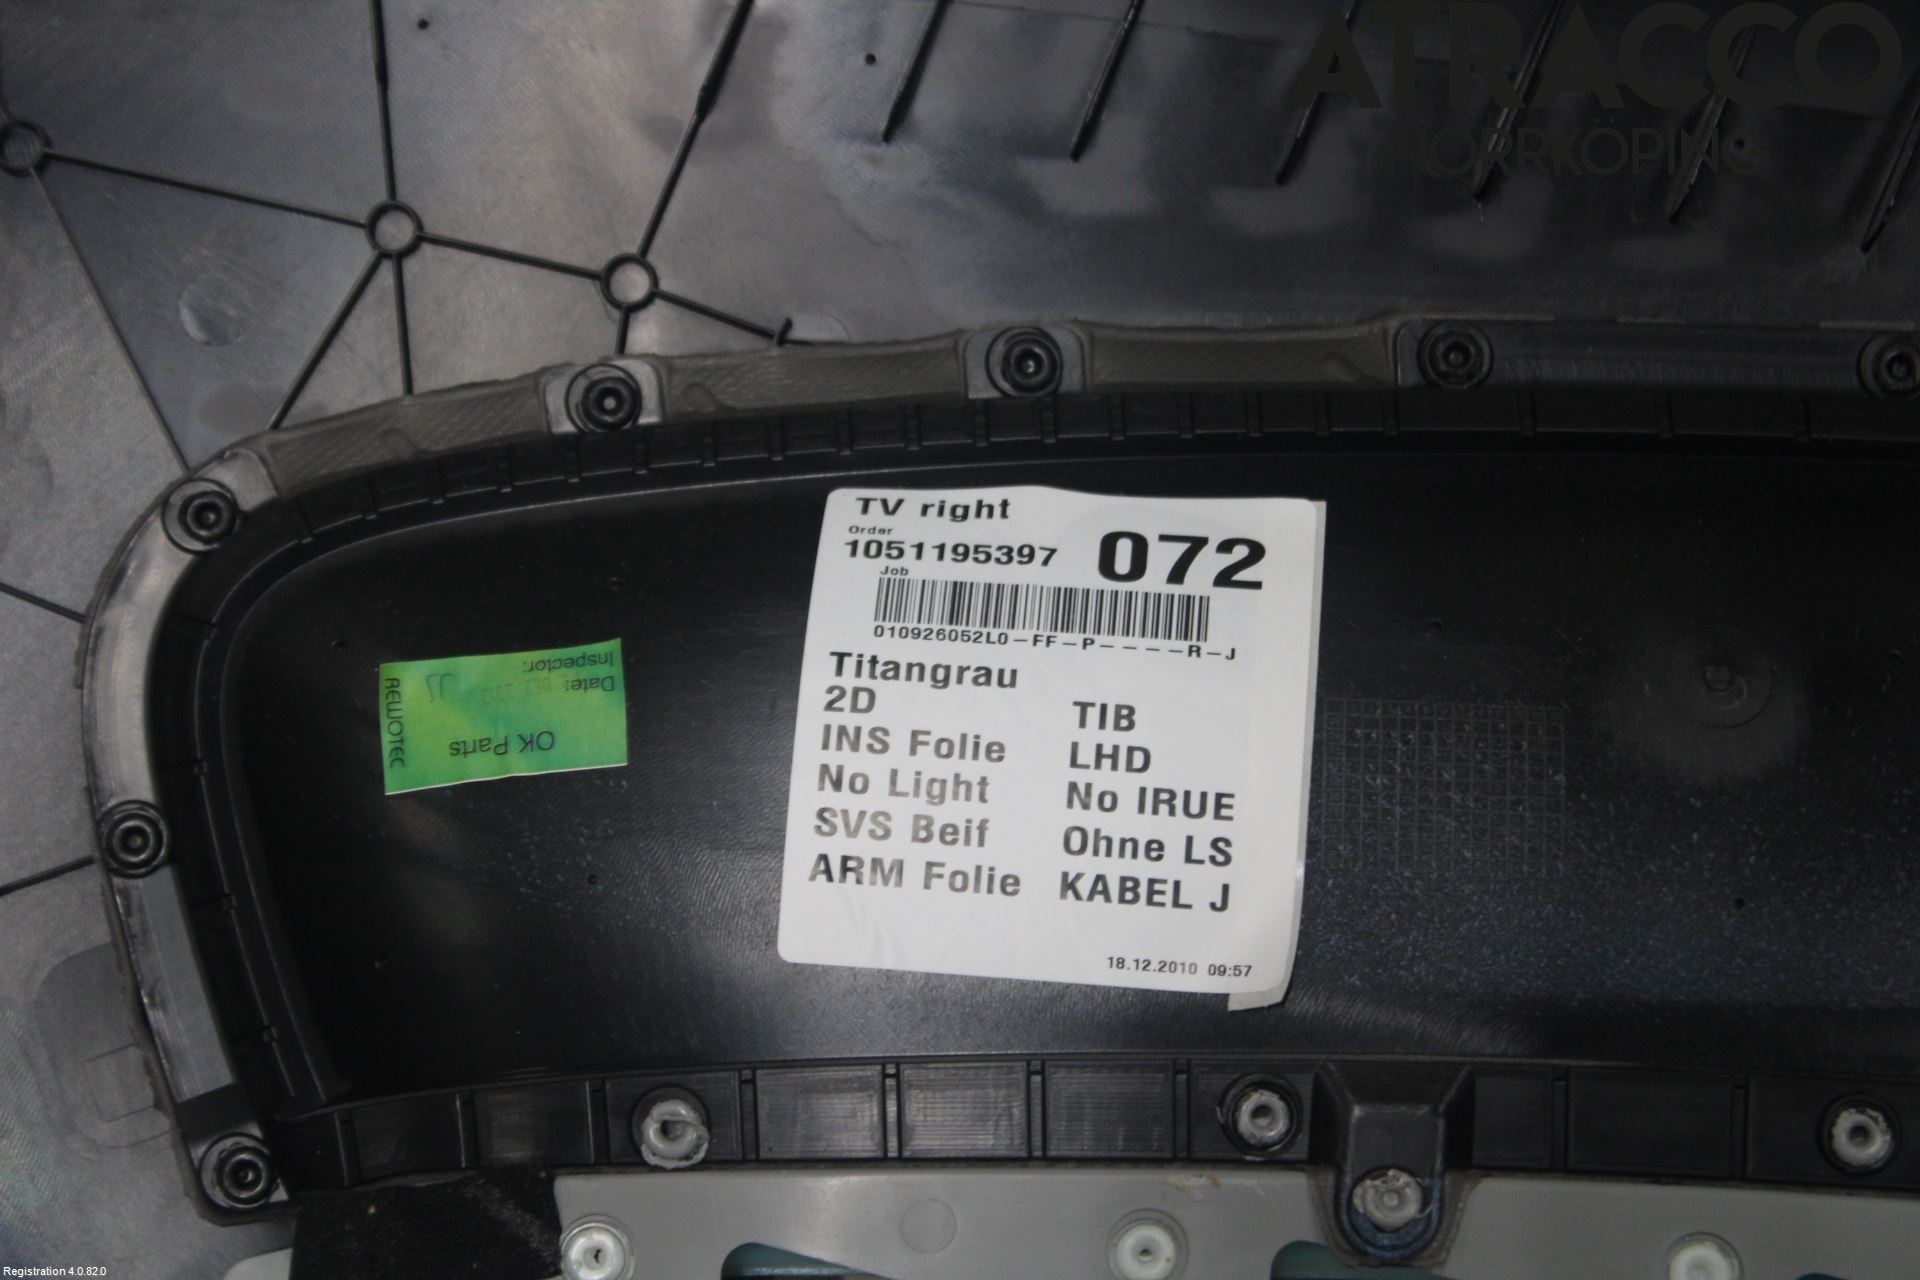 ATRACCO
NORRKÖPING
TV right
Order
1051195397 072
Job
010926052L0-FF-P----R-J
Titangrau
2D TIB
INS Folie LHD
No Light No IRUE
SVS Beif Ohne LS
ARM Folie KABEL J
18.12.2010 09:57
REWOTEC
OK Parts
Date:
Inspector:
Registration 4.0.82.0